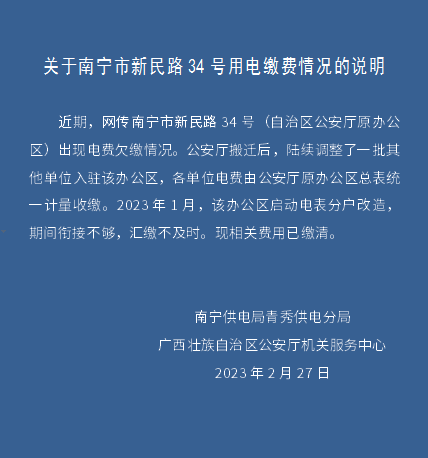 关于南宁市新民路 34 号用电缴费情况的说明
近期，网传南宁市新民路 34 号（自治区公安厅原办公
区）出现电费欠缴情况。公安厅搬迁后，陆续调整了一批其
他单位入驻该办公区，各单位电费由公安厅原办公区总表统
一计量收缴。2023 年 1 月，该办公区启动电表分户改造，
期间衔接不够，汇缴不及时。现相关费用已缴清。
南宁供电局青秀供电分局
广西壮族自治区公安厅机关服务中心
2023 年 2 月 27 日